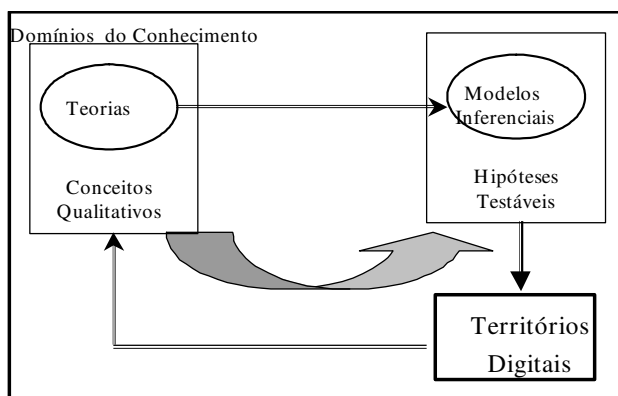 Domínios do Conhecimento
Teorias
Conceitos
Qualitativos
Modelos
Inferenciais
Hipóteses
Testáveis
Territórios
Digitais